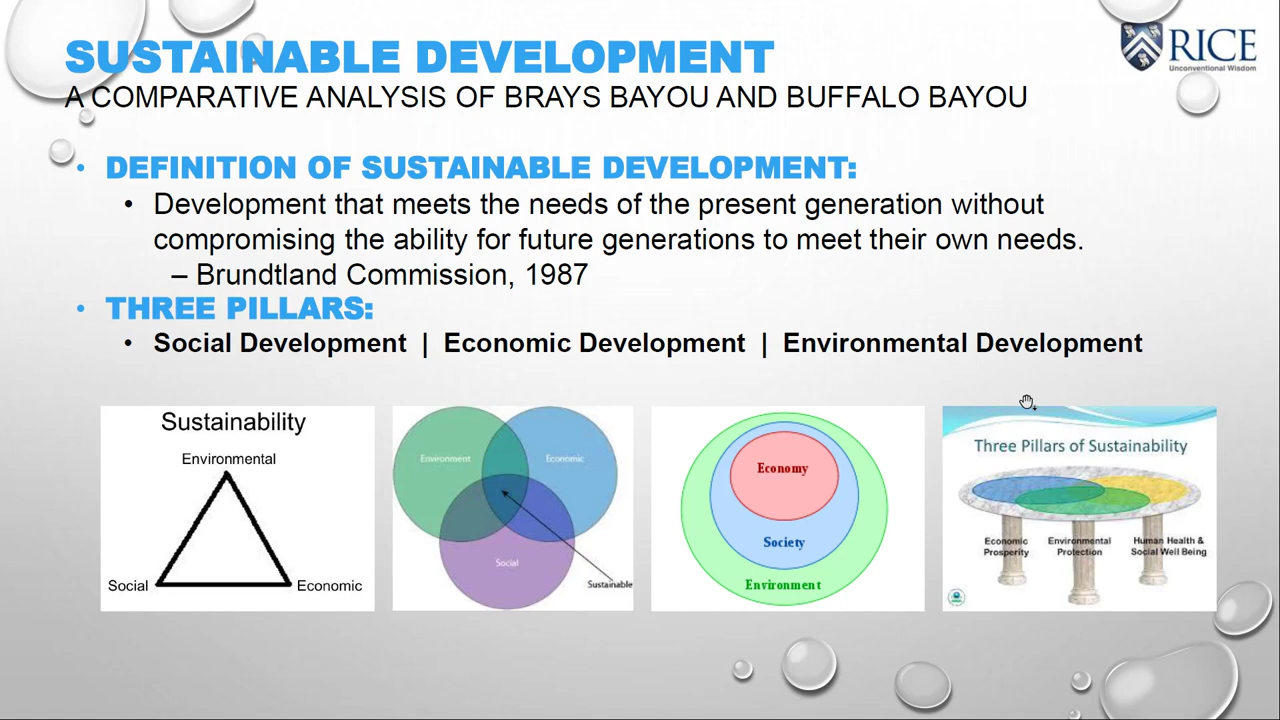 SUSTAINABLE DEVELOPMENT
A COMPARATIVE ANALYSIS OF BRAYS BAYOU AND BUFFALO BAYOU
RICE
Unconventional Wisdom
• DEFINITION OF SUSTAINABLE DEVELOPMENT:
• Development that meets the needs of the present generation without
compromising the ability for future generations to meet their own needs.
– Brundtland Commission, 1987
• THREE PILLARS:
• Social Development | Economic Development | Environmental Development
Sustainability
Environmental
Social
Economic
Environment
Economic
Social
Sustainable
Economy
Society
Environment
Three Pillars of Sustainability
Economic
Prosperity
Environmental
Protection
Human Health &
Social Well Being